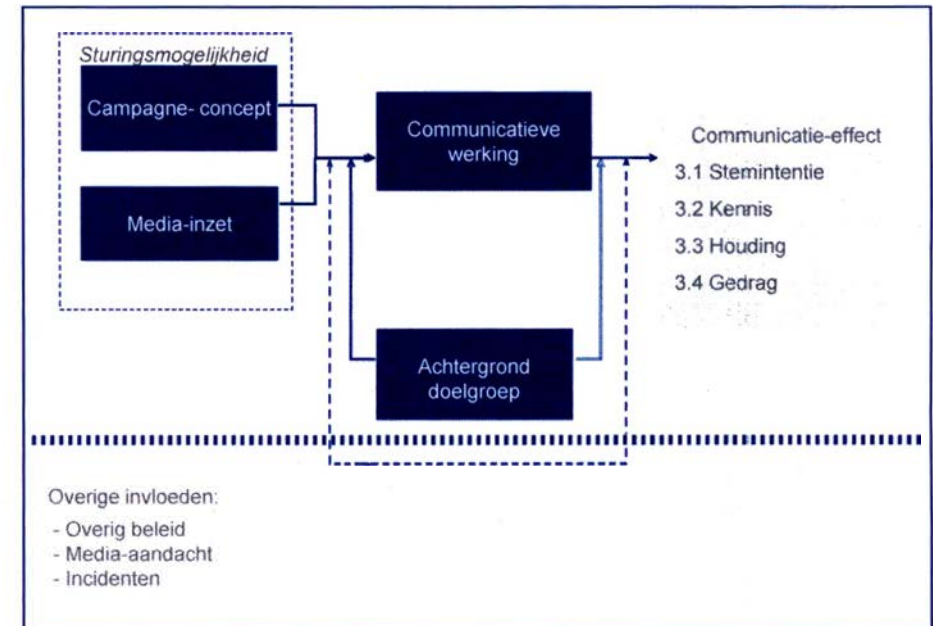 Sturingsmogelijkheid
Campagne- concept
Media-inzet
Communicatieve
werking
Achtergrond
doelgroep
Communicatie-effect
3.1 Stemintentie
3.2 Kennis
3.3 Houding
3.4 Gedrag
Overige invloeden:
- Overig beleid
- Media-aandacht
- Incidenten